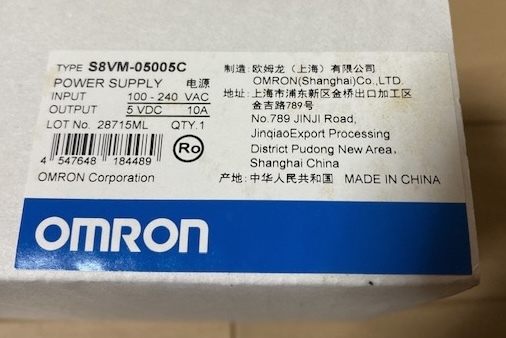 TYPE S8VM-05005C
POWER SUPPLY 电源
INPUT 100-240 VAC
OUTPUT 5 VDC 10A
LOT No. 28715ML QTY.1
4 547648 184489
Ro
OMRON Corporation
制造: 欧姆龙（上海）有限公司
OMRON(Shanghai)Co.,LTD.
地址: 上海市浦东新区金桥出口加工区
金吉路789号
No.789 JINJI Road,
JinqiaoExport Processing
District Pudong New Area,
Shanghai China
产地: 中华人民共和国 MADE IN CHINA
OMRON